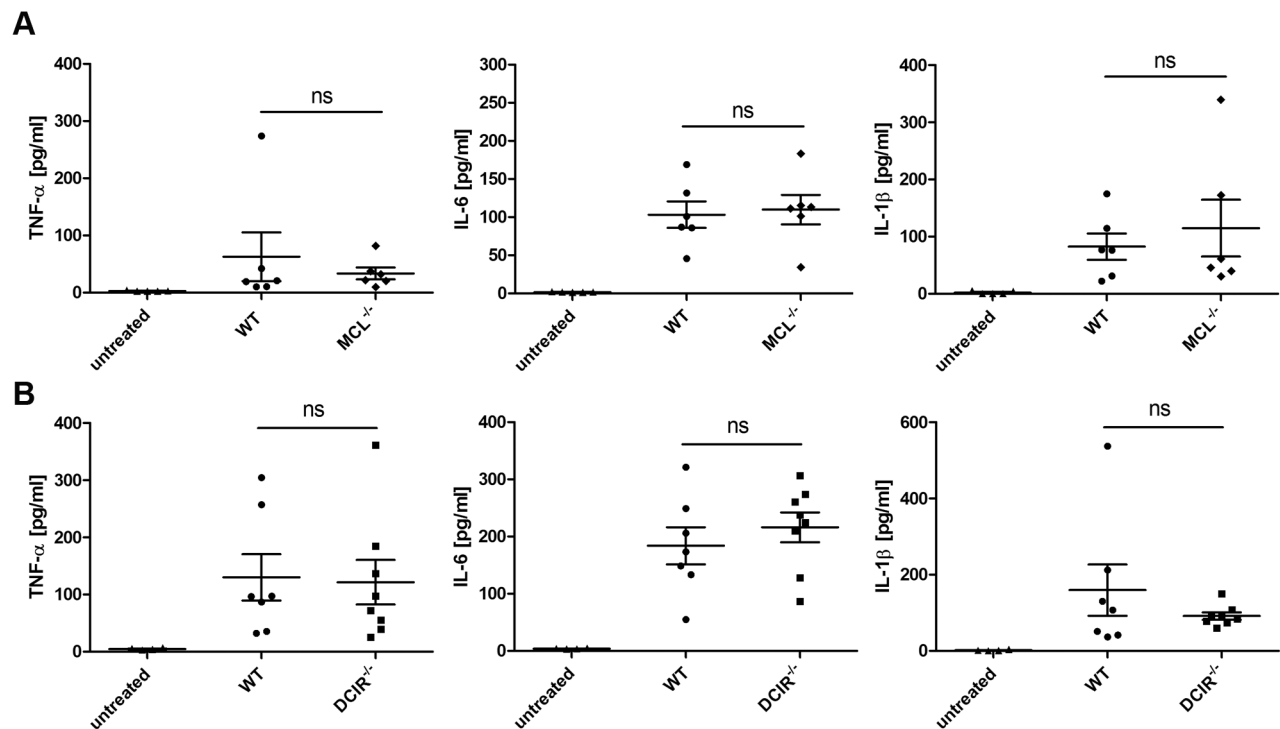 A
TNF-α [pg/ml]
400
300
200
100
0
ns
untreated
WT
MCL⁻/⁻
IL-6 [pg/ml]
300
250
200
150
100
50
0
ns
untreated
WT
MCL⁻/⁻
IL-1β [pg/ml]
400
300
200
100
0
ns
untreated
WT
MCL⁻/⁻
B
TNF-α [pg/ml]
400
300
200
100
0
ns
untreated
WT
DCIR⁻/⁻
IL-6 [pg/ml]
400
300
200
100
0
ns
untreated
WT
DCIR⁻/⁻
IL-1β [pg/ml]
600
400
200
0
ns
untreated
WT
DCIR⁻/⁻